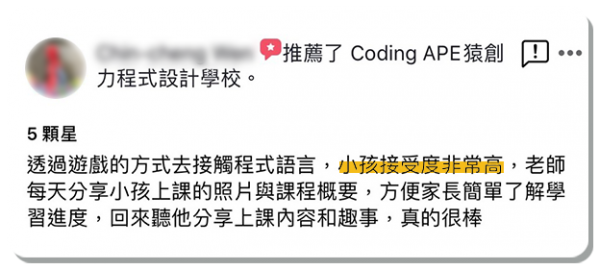 推薦了 Coding APE猿創
力程式設計學校。
5 顆星
透過遊戲的方式去接觸程式語言，小孩接受度非常高，老師
每天分享小孩上課的照片與課程概要，方便家長簡單了解學
習進度，回來聽他分享上課內容和趣事，真的很棒